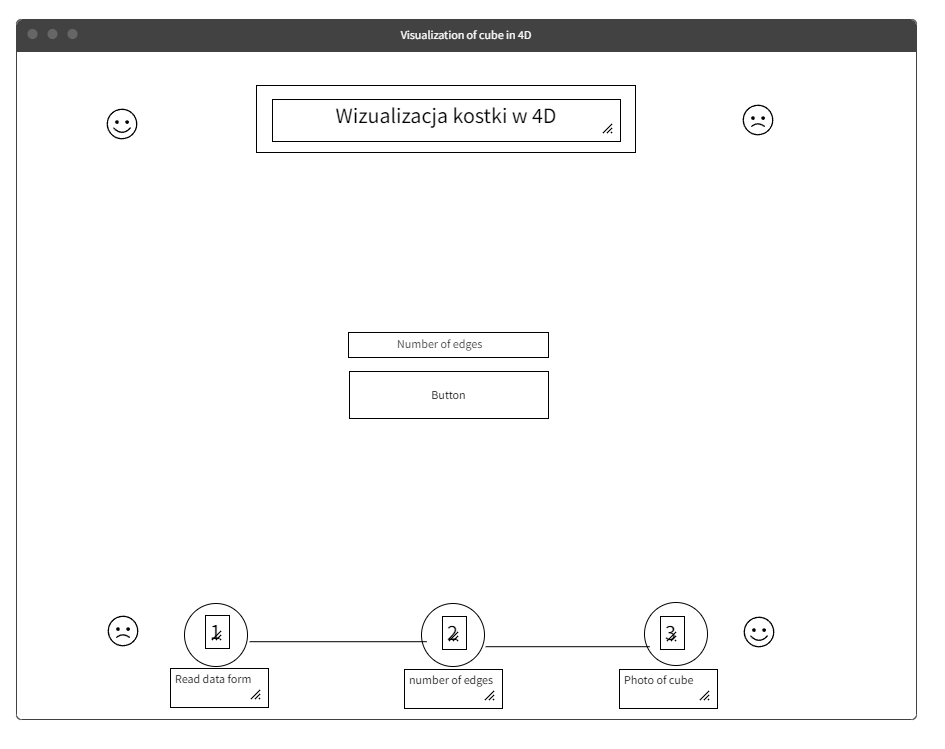 Visualization of cube in 4D
Wizualizacja kostki w 4D
Number of edges
Button
1
2
3
Read data form
number of edges
Photo of cube